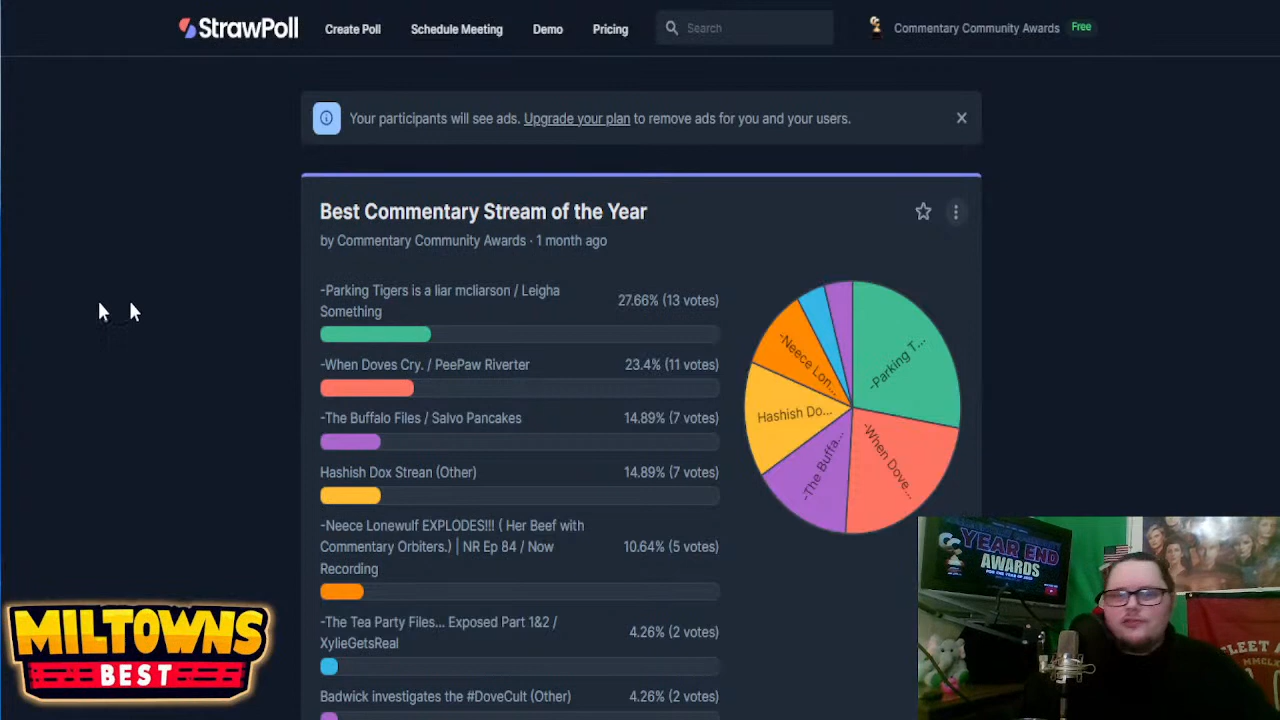 StrawPoll Create Poll Schedule Meeting Demo Pricing Search Commentary Community Awards Free
Your participants will see ads. Upgrade your plan to remove ads for you and your users.
Best Commentary Stream of the Year
by Commentary Community Awards · 1 month ago
-Parking Tigers is a liar mcliarson / Leigha
Something
27.66% (13 votes)
-When Doves Cry. / PeePaw Riverter
23.4% (11 votes)
-The Buffalo Files / Salvo Pancakes
14.89% (7 votes)
Hashish Dox Strean (Other)
14.89% (7 votes)
-Neece Lonewulf EXPLODES!!! ( Her Beef with
Commentary Orbiters.) | NR Ep 84 / Now
Recording
10.64% (5 votes)
-The Tea Party Files... Exposed Part 1&2 /
XylieGetsReal
4.26% (2 votes)
Badwick investigates the #DoveCult (Other)
4.26% (2 votes)
-Parking T...
-When Dove...
-The Buffa...
Hashish Do...
-Neece Lon...
MILTOWNS
BEST
YEAR END
AWARDS